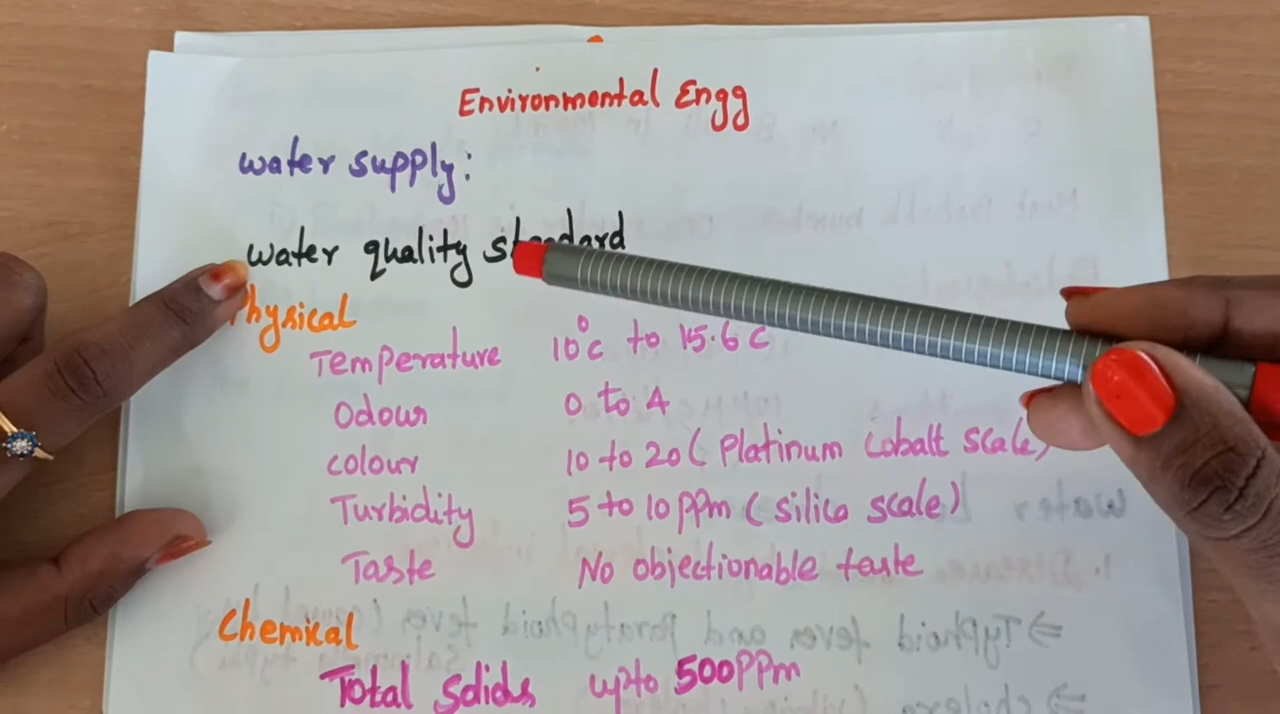 Environmental Engg
Water supply:
Water quality standard
Physical
Temperature 10°c to 15.6 c
Odour 0 to 4
colour 10 to 20 ( Platinum Cobalt Scale)
Turbidity 5 to 10 ppm ( silica scale)
Taste No objectionable taste
Chemical
Total Solids upto 500 PPm